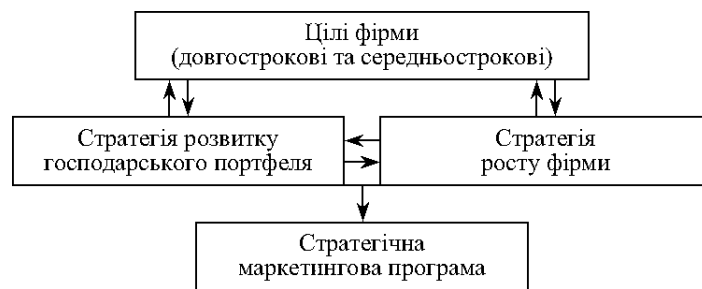 Цілі фірми
(довгострокові та середньострокові)
Стратегія розвитку
господарського портфеля
Стратегія
росту фірми
Стратегічна
маркетингова програма